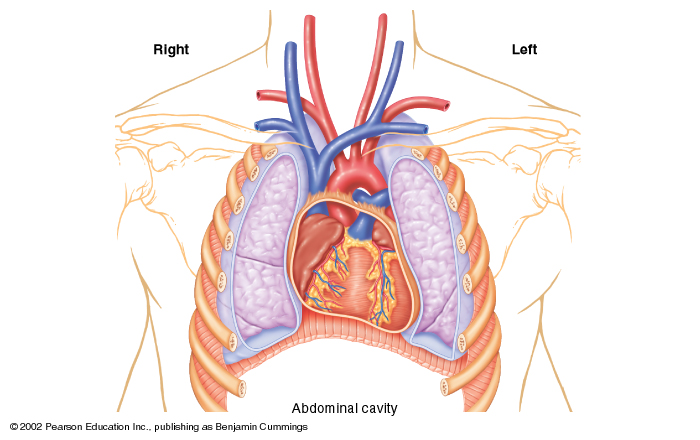 Right
Left
Abdominal cavity
© 2002 Pearson Education Inc., publishing as Benjamin Cummings